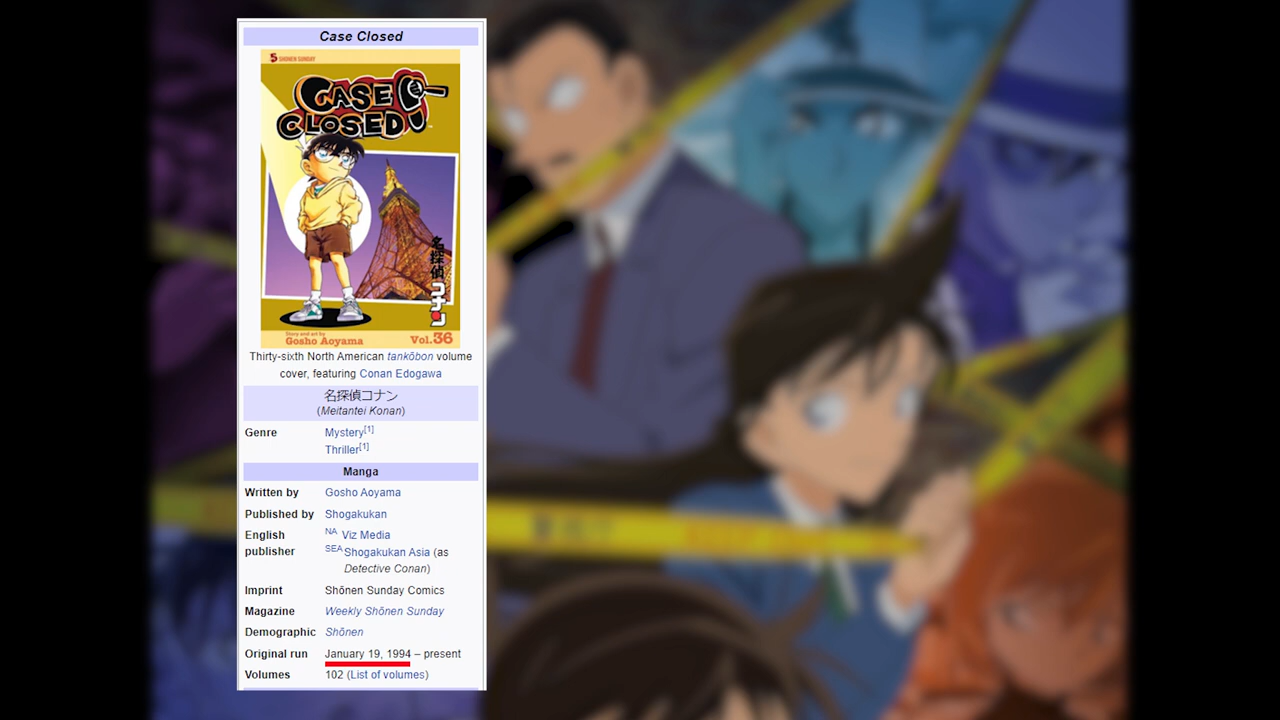 Case Closed
5 SHONEN SUNDAY
CASE
CLOSED
名探偵コナン
Story and art by
Gosho Aoyama
Vol.36
Thirty-sixth North American tankōbon volume
cover, featuring Conan Edogawa
名探偵コナン
(Meitantei Konan)
Genre Mystery[1]
Thriller[1]
Manga
Written by Gosho Aoyama
Published by Shogakukan
English publisher NA Viz Media
SEA Shogakukan Asia (as
Detective Conan)
Imprint Shōnen Sunday Comics
Magazine Weekly Shōnen Sunday
Demographic Shōnen
Original run January 19, 1994 – present
Volumes 102 (List of volumes)